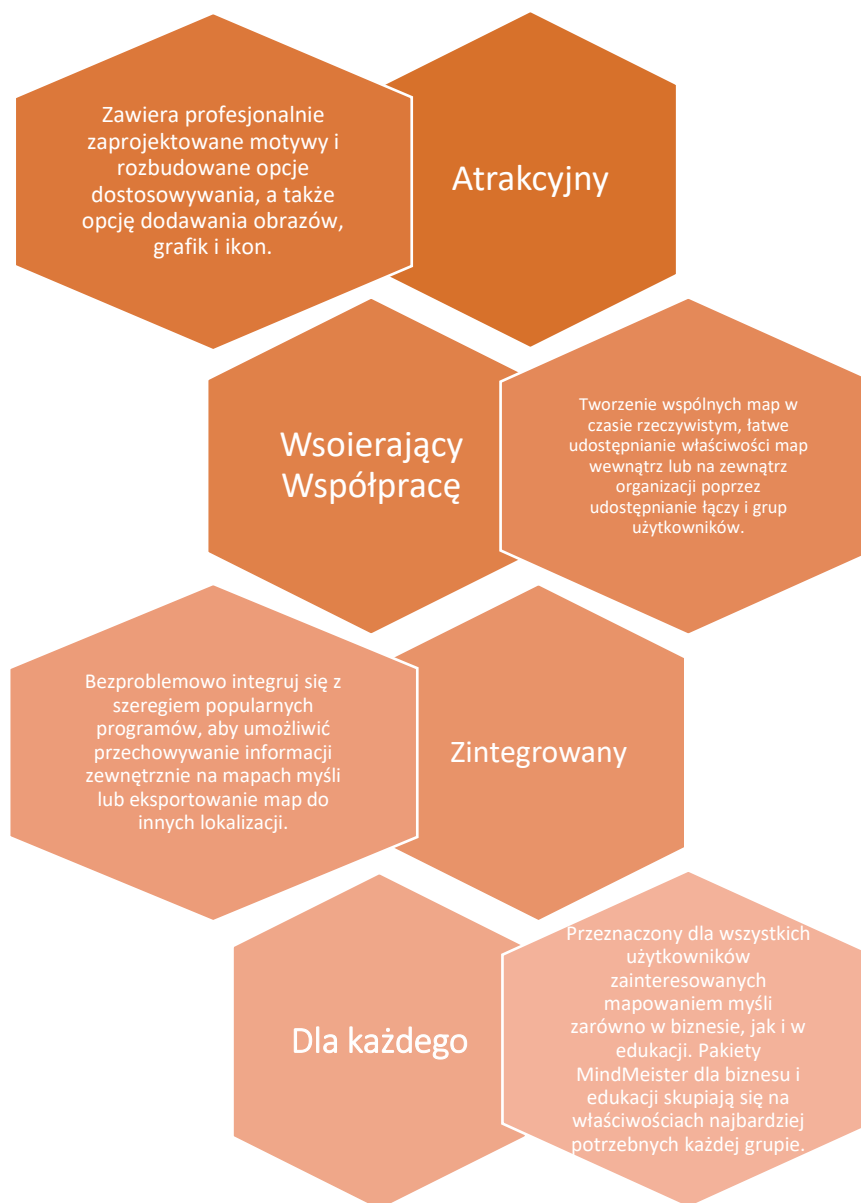 Zawiera profesjonalnie
zaprojektowane motywy i
rozbudowane opcje
dostosowywania, a także
opcję dodawania obrazów,
grafik i ikon.
Atrakcyjny
Wsoierający
Współpracę
Tworzenie wspólnych map w
czasie rzeczywistym, łatwe
udostępnianie właściwości map
wewnątrz lub na zewnątrz
organizacji poprzez
udostępnianie łączy i grup
użytkowników.
Bezproblemowo integruj się z
szeregiem popularnych
programów, aby umożliwić
przechowywanie informacji
zewnętrznie na mapach myśli
lub eksportowanie map do
innych lokalizacji.
Zintegrowany
Dla każdego
Przeznaczony dla wszystkich
użytkowników
zainteresowanych
mapowaniem myśli
zarówno w biznesie, jak i w
edukacji. Pakiety
MindMeister dla biznesu i
edukacji skupiają się na
właściwościach najbardziej
potrzebnych każdej grupie.